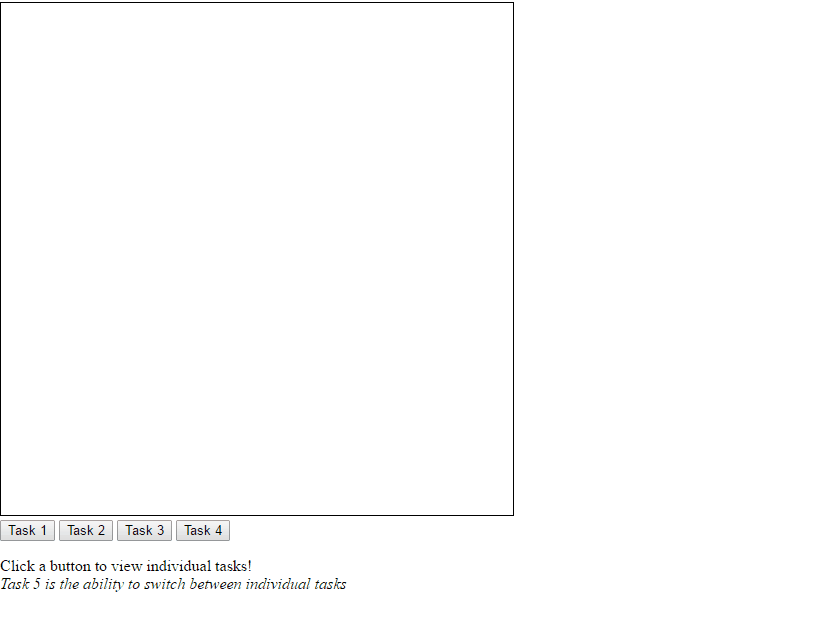 Task 1 Task 2 Task 3 Task 4
Click a button to view individual tasks!
Task 5 is the ability to switch between individual tasks